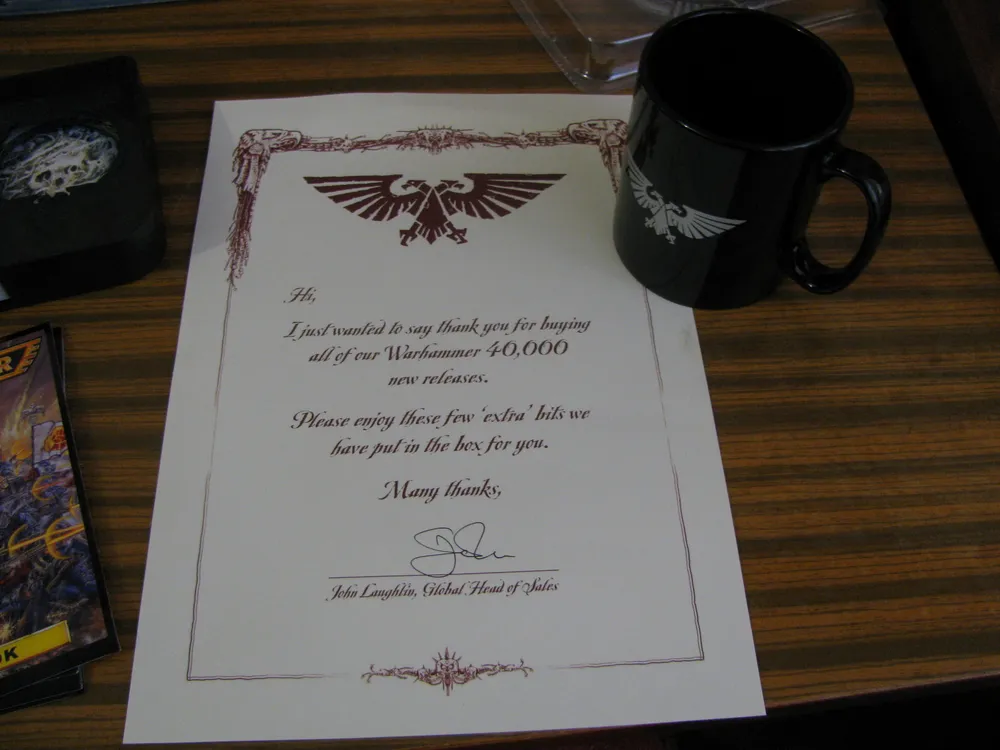 Hi,
I just wanted to say thank you for buying
all of our Warhammer 40,000
new releases.
Please enjoy these few 'extra' bits we
have put in the box for you.
Many thanks,
John Laughlin, Global Head of Sales